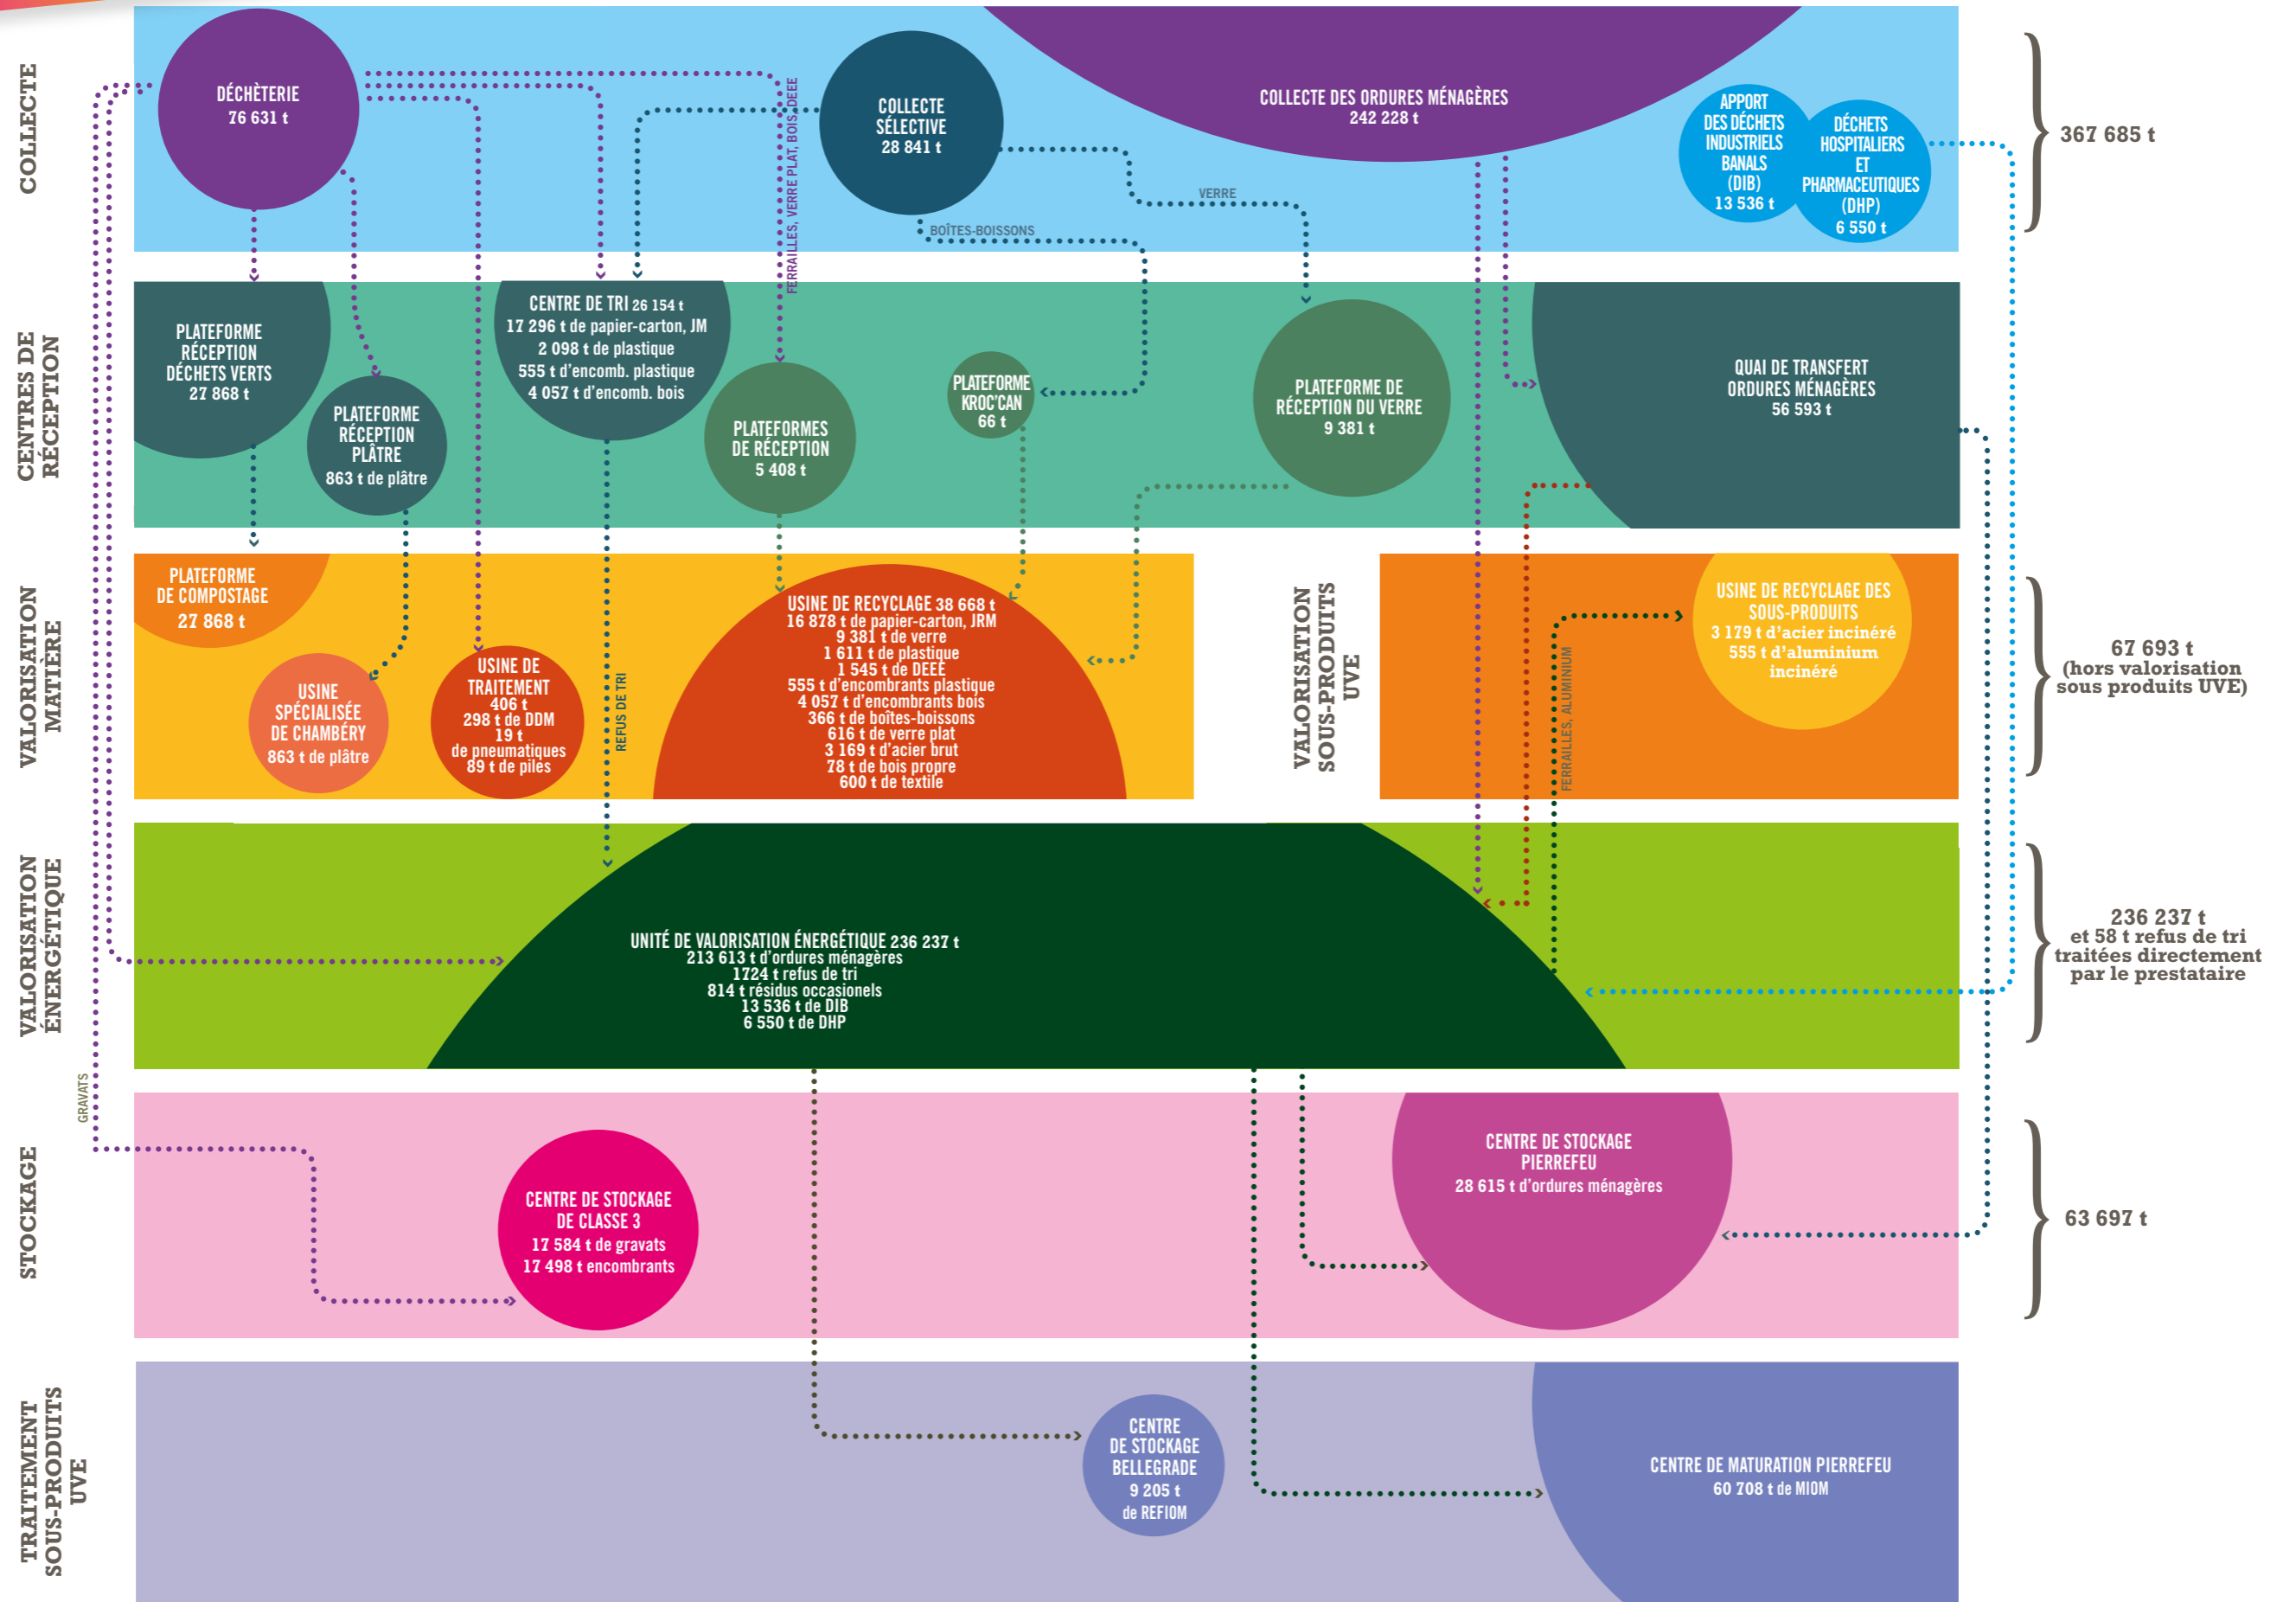 COLLECTE
DÉCHÈTERIE
76 631 t
FERRAILLES, VERRE PLAT, BOIS, DEEE
COLLECTE
SÉLECTIVE
28 841 t
BOÎTES-BOISSONS
VERRE
COLLECTE DES ORDURES MÉNAGÈRES
242 228 t
APPORT
DES DÉCHETS
INDUSTRIELS
BANALS
(DIB)
13 536 t
DÉCHETS
HOSPITALIERS
ET
PHARMACEUTIQUES
(DHP)
6 550 t
367 685 t
CENTRES DE
RÉCEPTION
PLATEFORME
RÉCEPTION
DÉCHETS VERTS
27 868 t
PLATEFORME
RÉCEPTION
PLÂTRE
863 t de plâtre
CENTRE DE TRI 26 154 t
17 296 t de papier-carton, JM
2 098 t de plastique
555 t d'encomb. plastique
4 057 t d'encomb. bois
PLATEFORMES
DE RÉCEPTION
5 408 t
PLATEFORME
KROC'CAN
66 t
PLATEFORME DE
RÉCEPTION DU VERRE
9 381 t
QUAI DE TRANSFERT
ORDURES MÉNAGÈRES
56 593 t
VALORISATION
MATIÈRE
PLATEFORME
DE COMPOSTAGE
27 868 t
USINE
SPÉCIALISÉE
DE CHAMBÉRY
863 t de plâtre
USINE DE
TRAITEMENT
406 t
298 t de DDM
19 t
de pneumatiques
89 t de piles
REFUS DE TRI
USINE DE RECYCLAGE 38 668 t
16 878 t de papier-carton, JRM
9 381 t de verre
1 611 t de plastique
1 545 t de DEEE
555 t d'encombrants plastique
4 057 t d'encombrants bois
366 t de boîtes-boissons
616 t de verre plat
3 169 t d'acier brut
78 t de bois propre
600 t de textile
VALORISATION
SOUS-PRODUITS
UVE
FERRAILLES, ALUMINIUM
USINE DE RECYCLAGE DES
SOUS-PRODUITS
3 179 t d'acier incinéré
555 t d'aluminium
incinéré
67 693 t
(hors valorisation
sous produits UVE)
VALORISATION
ÉNERGÉTIQUE
UNITÉ DE VALORISATION ÉNERGÉTIQUE 236 237 t
213 613 t d'ordures ménagères
1724 t refus de tri
814 t résidus occasionels
13 536 t de DIB
6 550 t de DHP
236 237 t
et 58 t refus de tri
traitées directement
par le prestataire
GRAVATS
STOCKAGE
CENTRE DE STOCKAGE
DE CLASSE 3
17 584 t de gravats
17 498 t encombrants
CENTRE DE STOCKAGE
PIERREFEU
28 615 t d'ordures ménagères
63 697 t
TRAITEMENT
SOUS-PRODUITS
UVE
CENTRE
DE STOCKAGE
BELLEGRADE
9 205 t
de REFIOM
CENTRE DE MATURATION PIERREFEU
60 708 t de MIOM